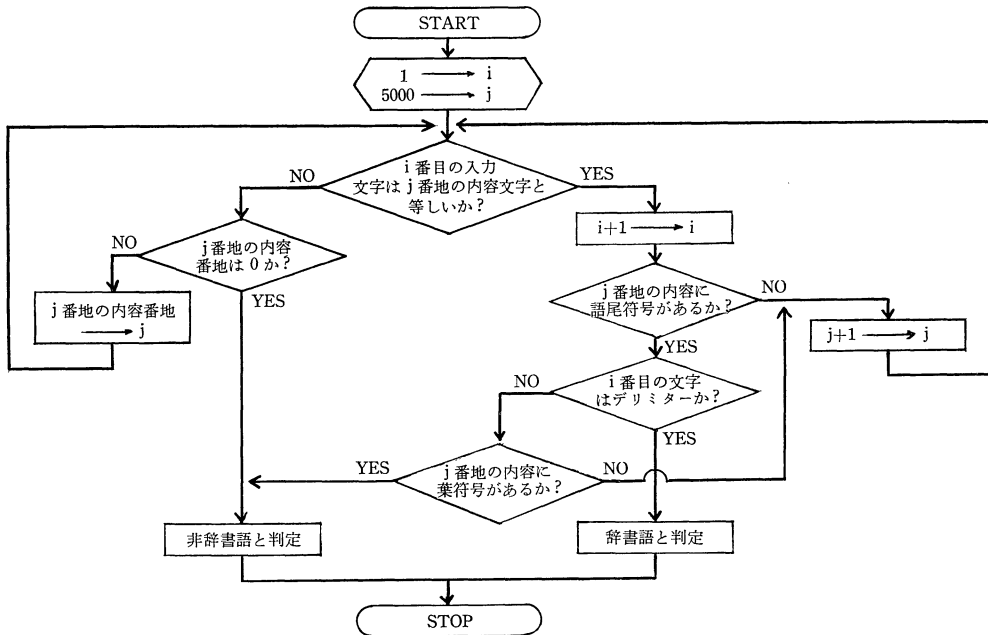 START
1 → i
5000 → j
i 番目の入力
文字は j 番地の内容文字と
等しいか？
NO
YES
i+1 → i
j番地の内容
番地は 0 か？
NO
YES
j 番地の内容番地
→ j
j 番地の内容に
語尾符号があるか？
NO
YES
j+1 → j
i 番目の文字
はデリミターか？
NO
YES
j 番地の内容に
葉符号があるか？
YES
NO
非辞書語と判定
辞書語と判定
STOP